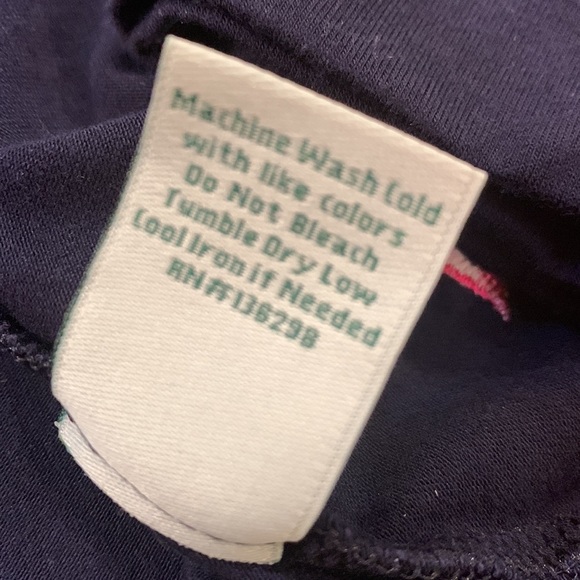 Machine Wash Cold
with like colors
Do Not Bleach
Tumble Dry Low
Cool Iron if Needed
RN#136298